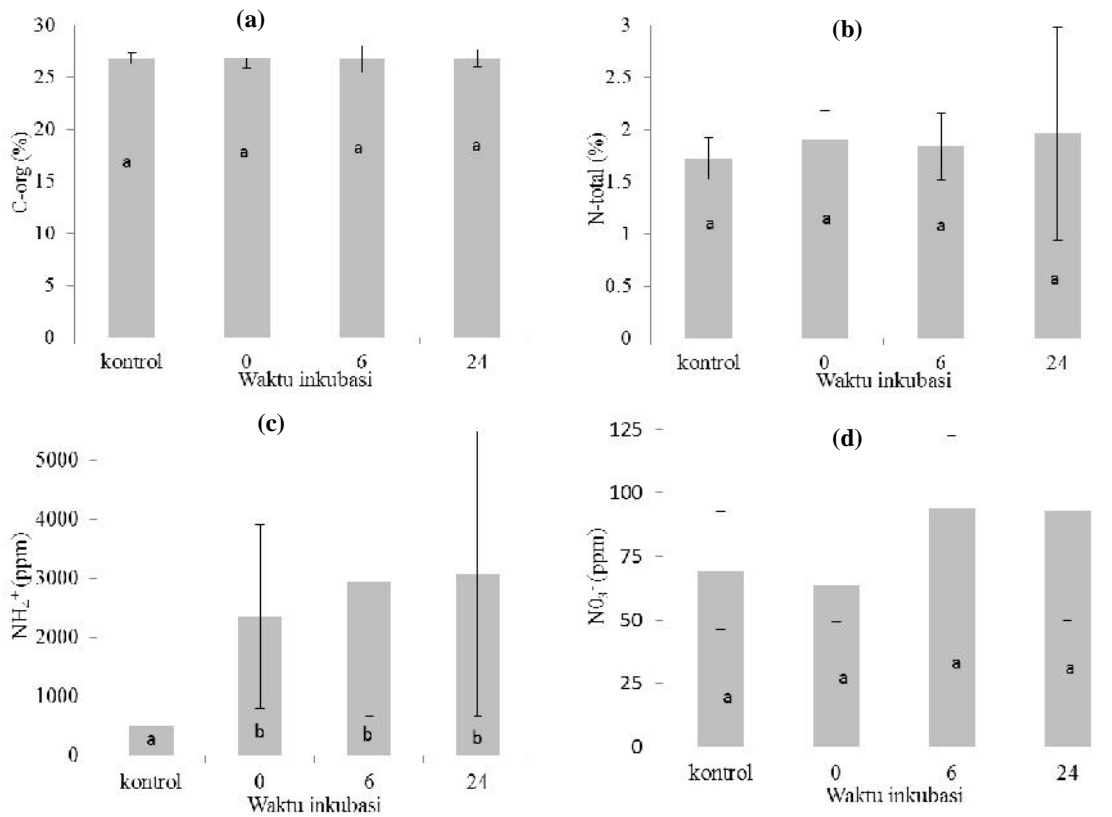 (a)
30
25
20
15
10
5
0
C-org (%)
a a a a
kontrol 0 6 24
Waktu inkubasi
(b)
3
2.5
2
1.5
1
0.5
0
N-total (%)
a a a a
kontrol 0 6 24
Waktu inkubasi
(c)
5000
4000
3000
2000
1000
0
NH₄⁺ (ppm)
a b b b
kontrol 0 6 24
Waktu inkubasi
(d)
125
100
75
50
25
0
NO₃⁻ (ppm)
a a a a
kontrol 0 6 24
Waktu inkubasi